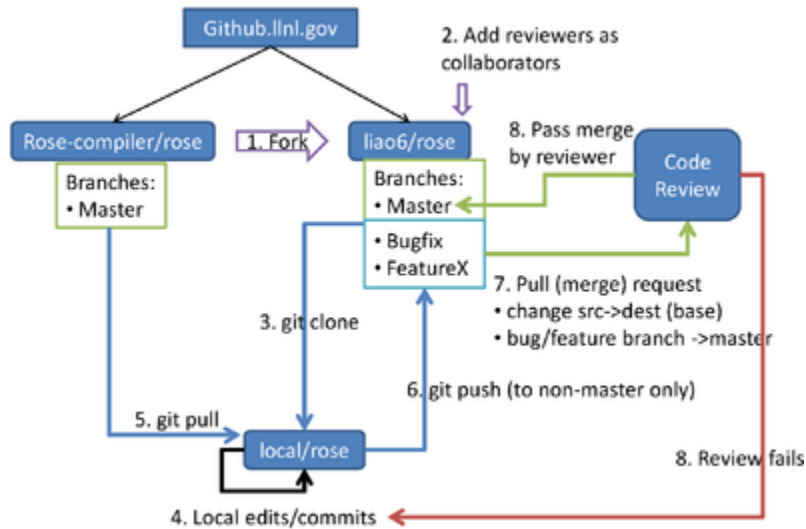 Github.llnl.gov
2. Add reviewers as
collaborators
Rose-compiler/rose
1. Fork
liao6/rose
8. Pass merge
by reviewer
Code
Review
Branches:
• Master
Branches:
• Master
• Bugfix
• FeatureX
7. Pull (merge) request
• change src->dest (base)
• bug/feature branch ->master
3. git clone
6. git push (to non-master only)
5. git pull
local/rose
8. Review fails
4. Local edits/commits